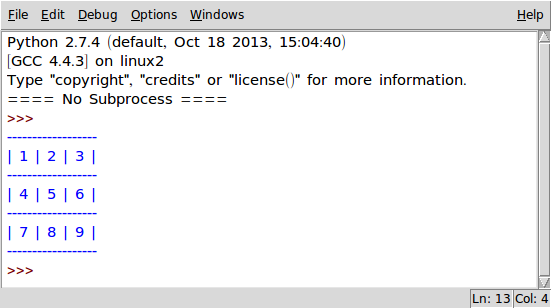 File Edit Debug Options Windows Help
Python 2.7.4 (default, Oct 18 2013, 15:04:40)
[GCC 4.4.3] on linux2
Type "copyright", "credits" or "license()" for more information.
==== No Subprocess ====
>>>
------------------
| 1 | 2 | 3 |
------------------
| 4 | 5 | 6 |
------------------
| 7 | 8 | 9 |
------------------
>>>
Ln: 13 Col: 4